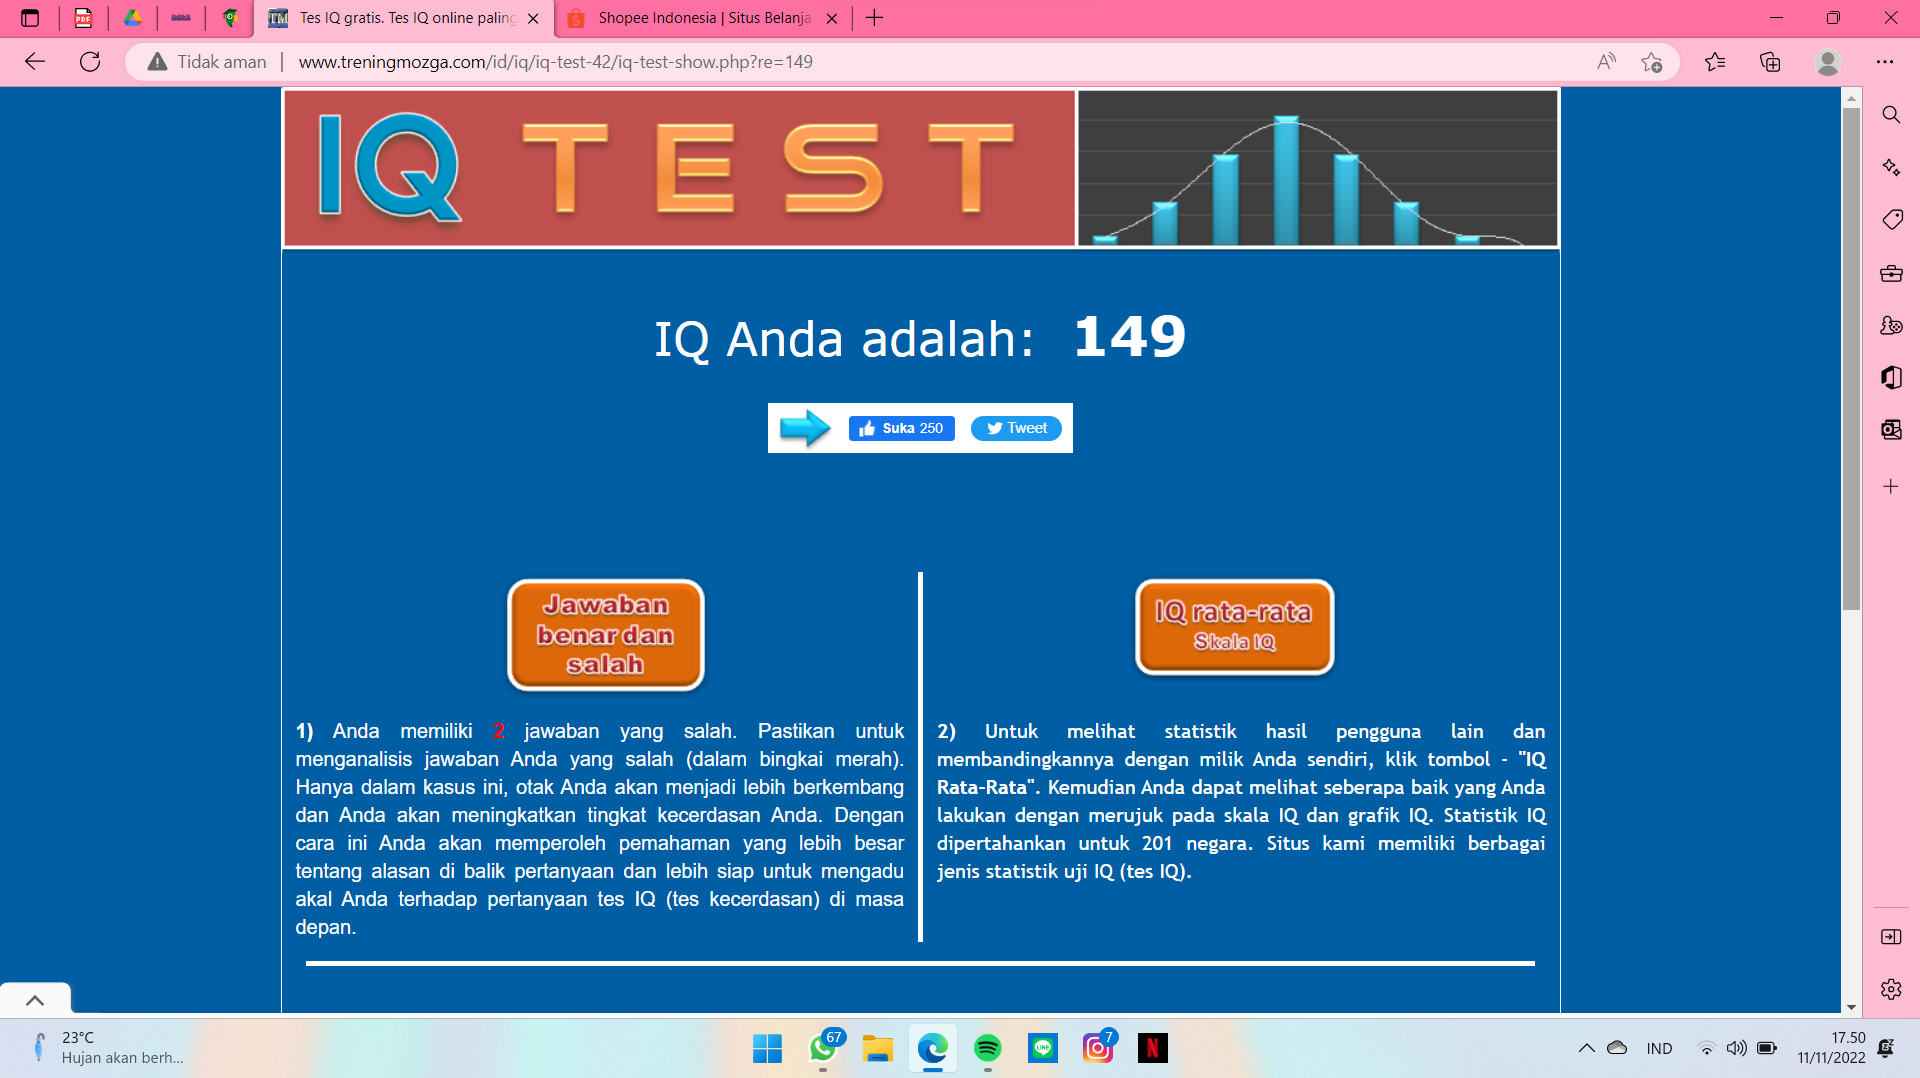 Tes IQ gratis. Tes IQ online paling
Shopee Indonesia | Situs Belanja
Tidak aman
www.treningmozga.com/id/iq/iq-test-42/iq-test-show.php?re=149
IQ TEST
IQ Anda adalah: 149
Suka 250
Tweet
Jawaban
benar dan
salah
IQ rata-rata
Skala IQ
1) Anda memiliki 2 jawaban yang salah. Pastikan untuk
menganalisis jawaban Anda yang salah (dalam bingkai merah).
Hanya dalam kasus ini, otak Anda akan menjadi lebih berkembang
dan Anda akan meningkatkan tingkat kecerdasan Anda. Dengan
cara ini Anda akan memperoleh pemahaman yang lebih besar
tentang alasan di balik pertanyaan dan lebih siap untuk mengadu
akal Anda terhadap pertanyaan tes IQ (tes kecerdasan) di masa
depan.
2) Untuk melihat statistik hasil pengguna lain dan
membandingkannya dengan milik Anda sendiri, klik tombol - "IQ
Rata-Rata". Kemudian Anda dapat melihat seberapa baik yang Anda
lakukan dengan merujuk pada skala IQ dan grafik IQ. Statistik IQ
dipertahankan untuk 201 negara. Situs kami memiliki berbagai
jenis statistik uji IQ (tes IQ).
23°C
Hujan akan berh...
67
7
IND
17.50
11/11/2022